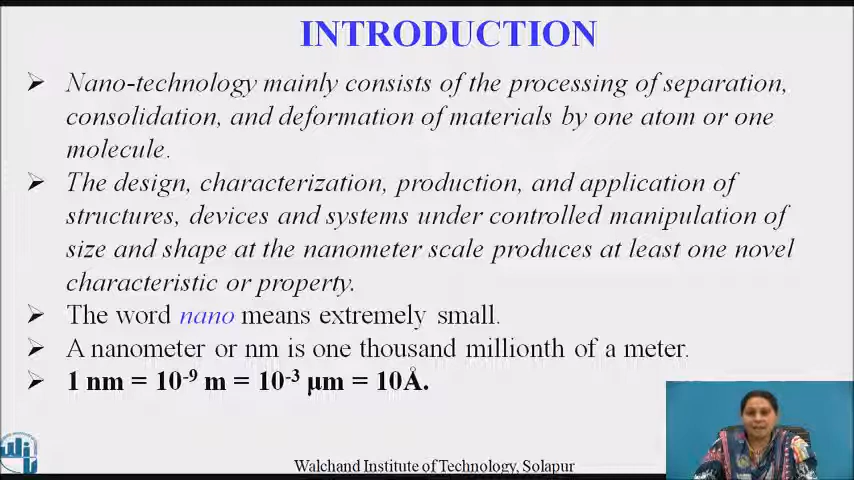 INTRODUCTION
➢ Nano-technology mainly consists of the processing of separation,
consolidation, and deformation of materials by one atom or one
molecule.
➢ The design, characterization, production, and application of
structures, devices and systems under controlled manipulation of
size and shape at the nanometer scale produces at least one novel
characteristic or property.
➢ The word nano means extremely small.
➢ A nanometer or nm is one thousand millionth of a meter.
➢ 1 nm = 10⁻⁹ m = 10⁻³ μm = 10Å.
Walchand Institute of Technology, Solapur